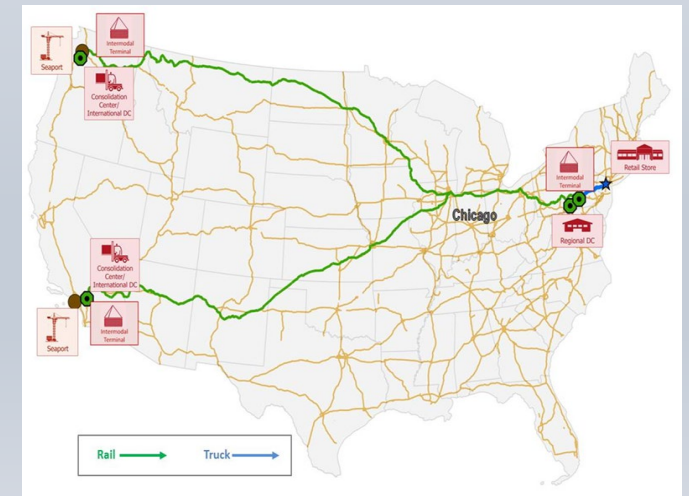 Intermodal
Terminal
Seaport
Consolidation
Center/
International DC
Intermodal
Terminal
Retail Store
Chicago
Regional DC
Consolidation
Center/
International DC
Intermodal
Terminal
Seaport
Rail
Truck